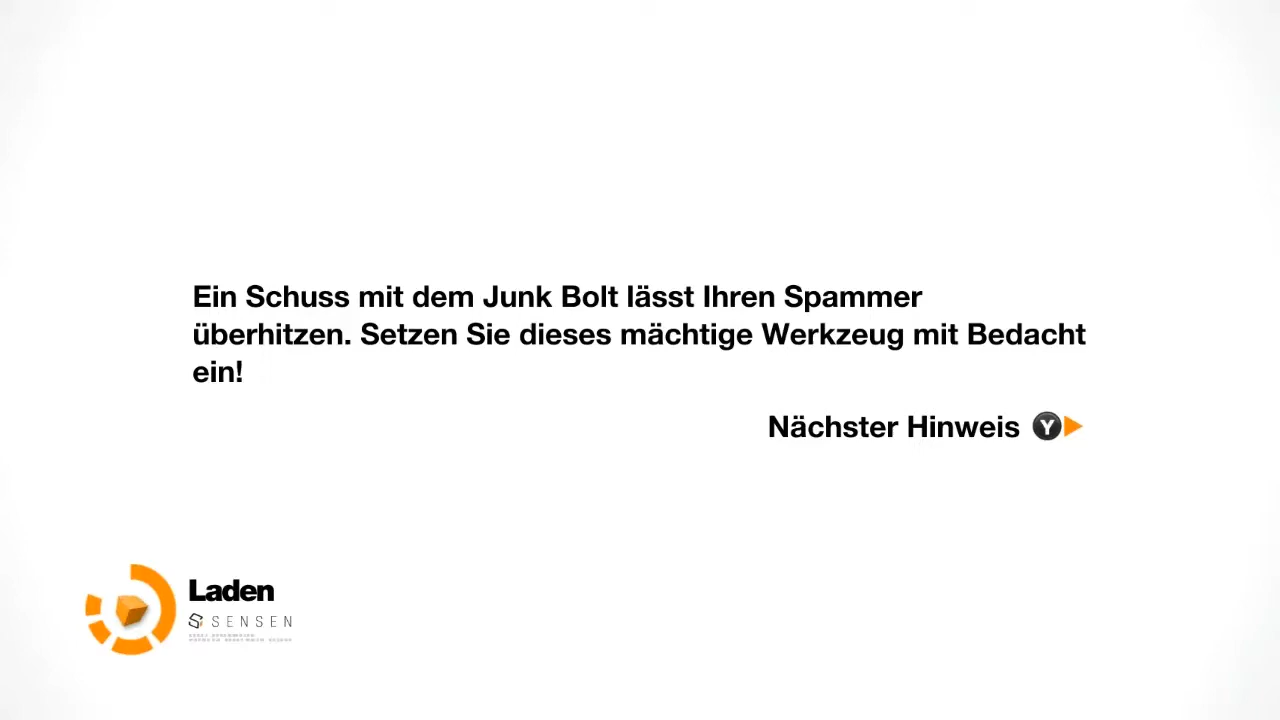 Ein Schuss mit dem Junk Bolt lässt Ihren Spammer
überhitzen. Setzen Sie dieses mächtige Werkzeug mit Bedacht
ein!
Nächster Hinweis Y
Laden
SENSEN